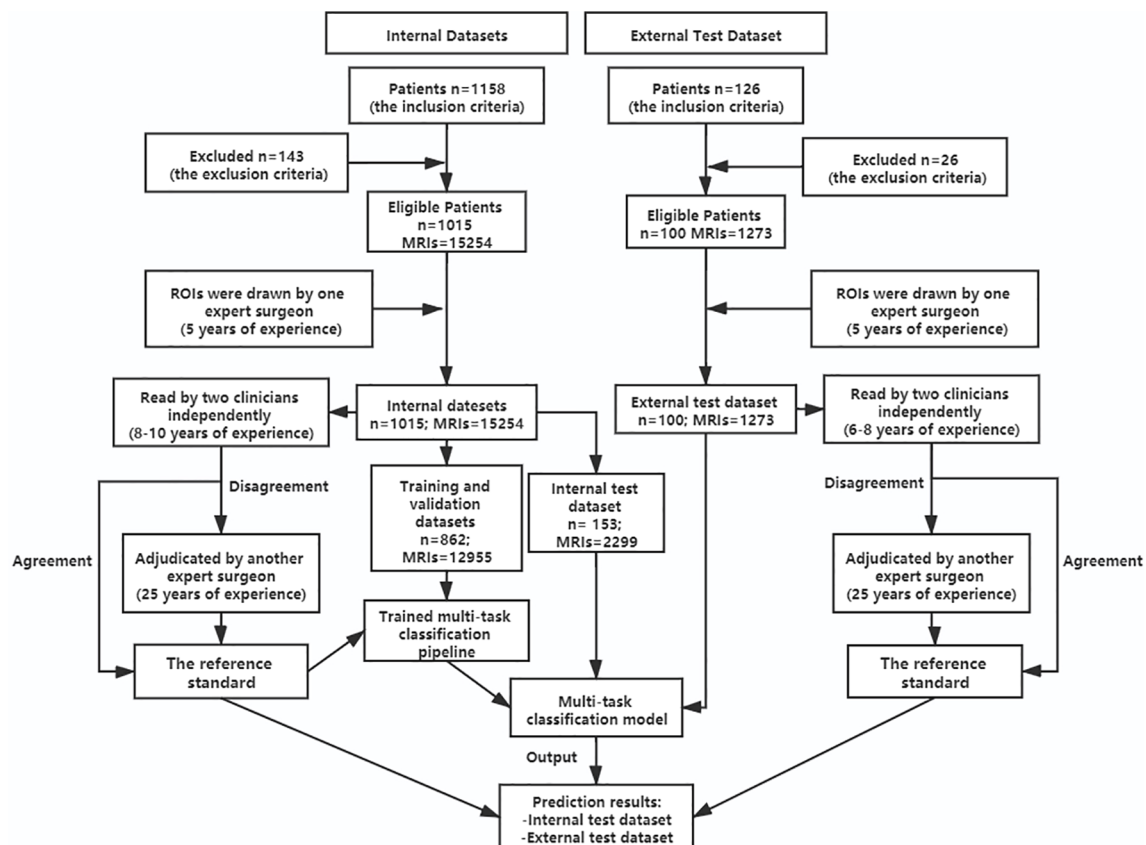 Internal Datasets
External Test Dataset
Patients n=1158
(the inclusion criteria)
Patients n=126
(the inclusion criteria)
Excluded n=143
(the exclusion criteria)
Excluded n=26
(the exclusion criteria)
Eligible Patients
n=1015
MRIs=15254
Eligible Patients
n=100 MRIs=1273
ROIs were drawn by one
expert surgeon
(5 years of experience)
ROIs were drawn by one
expert surgeon
(5 years of experience)
Read by two clinicians
independently
(8-10 years of experience)
Internal datesets
n=1015; MRIs=15254
External test dataset
n=100; MRIs=1273
Read by two clinicians
independently
(6-8 years of experience)
Disagreement
Training and
validation
datasets
n=862;
MRIs=12955
Internal test
dataset
n= 153;
MRIs=2299
Disagreement
Agreement
Adjudicated by another
expert surgeon
(25 years of experience)
Adjudicated by another
expert surgeon
(25 years of experience)
Agreement
Trained multi-task
classification
pipeline
The reference
standard
The reference
standard
Multi-task
classification model
Output
Prediction results:
-Internal test dataset
-External test dataset